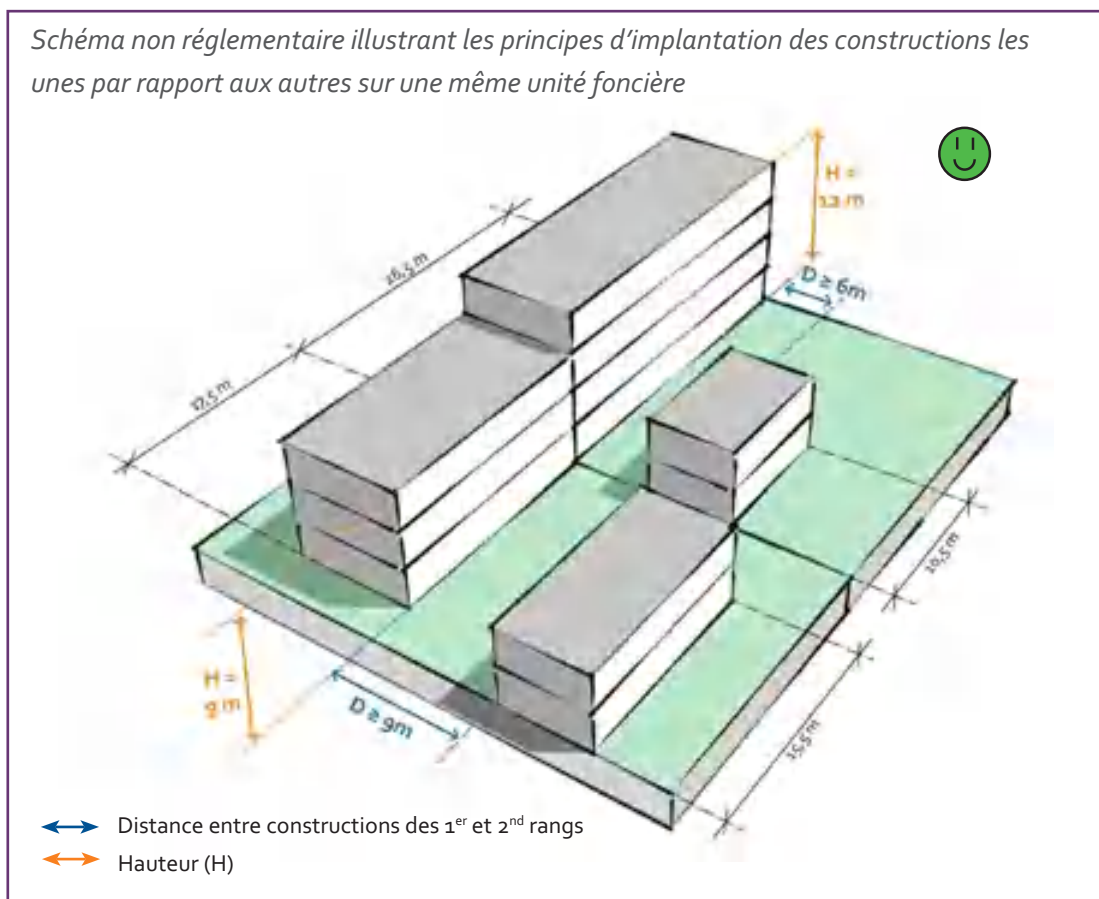 Schéma non réglementaire illustrant les principes d'implantation des constructions les
unes par rapport aux autres sur une même unité foncière
H =
12 m
D ≥ 6m
26,5 m
17,5 m
10,5 m
H =
9 m
D ≥ 9m
15,5 m
Distance entre constructions des 1er et 2nd rangs
Hauteur (H)